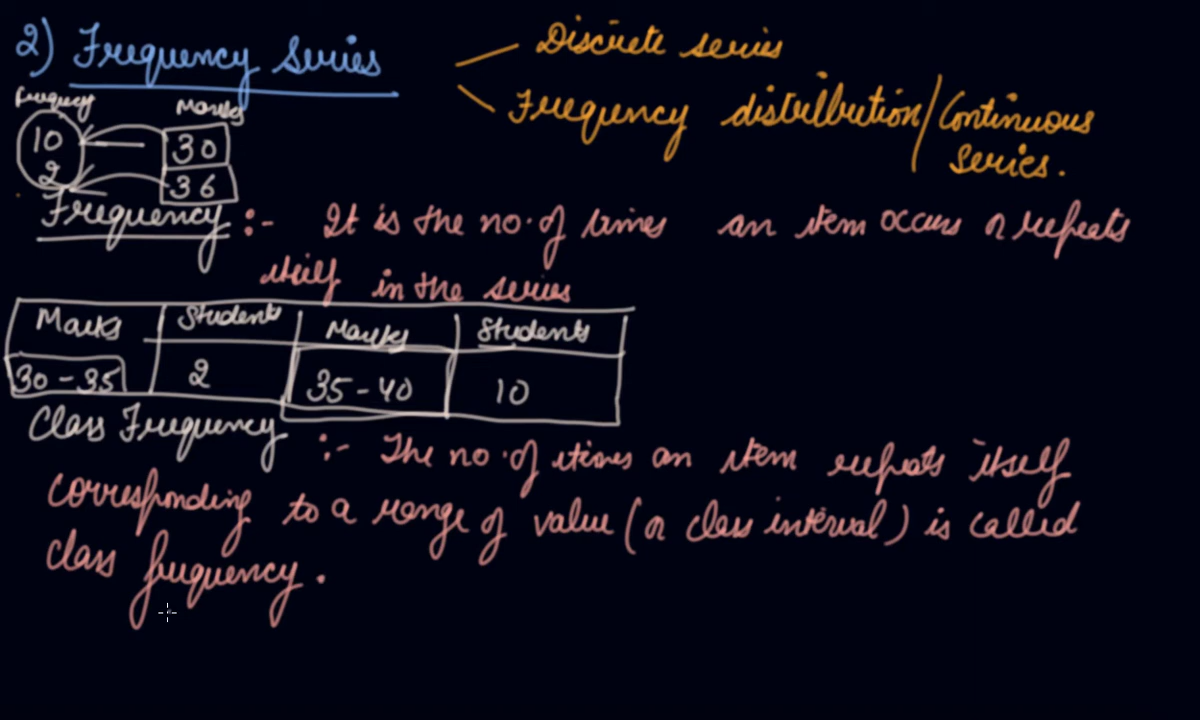 2) Frequency Series
Discrete series
Frequency distribution/Continuous
series.
Frequency Marks
10 30
2 36
Frequency :- It is the no. of times an item occurs or repeats
itself in the series
Marks Students Marks Students
30-35 2 35-40 10
Class Frequency :- The no. of times an item repeats itself
corresponding to a range of value (or class interval) is called
class frequency.